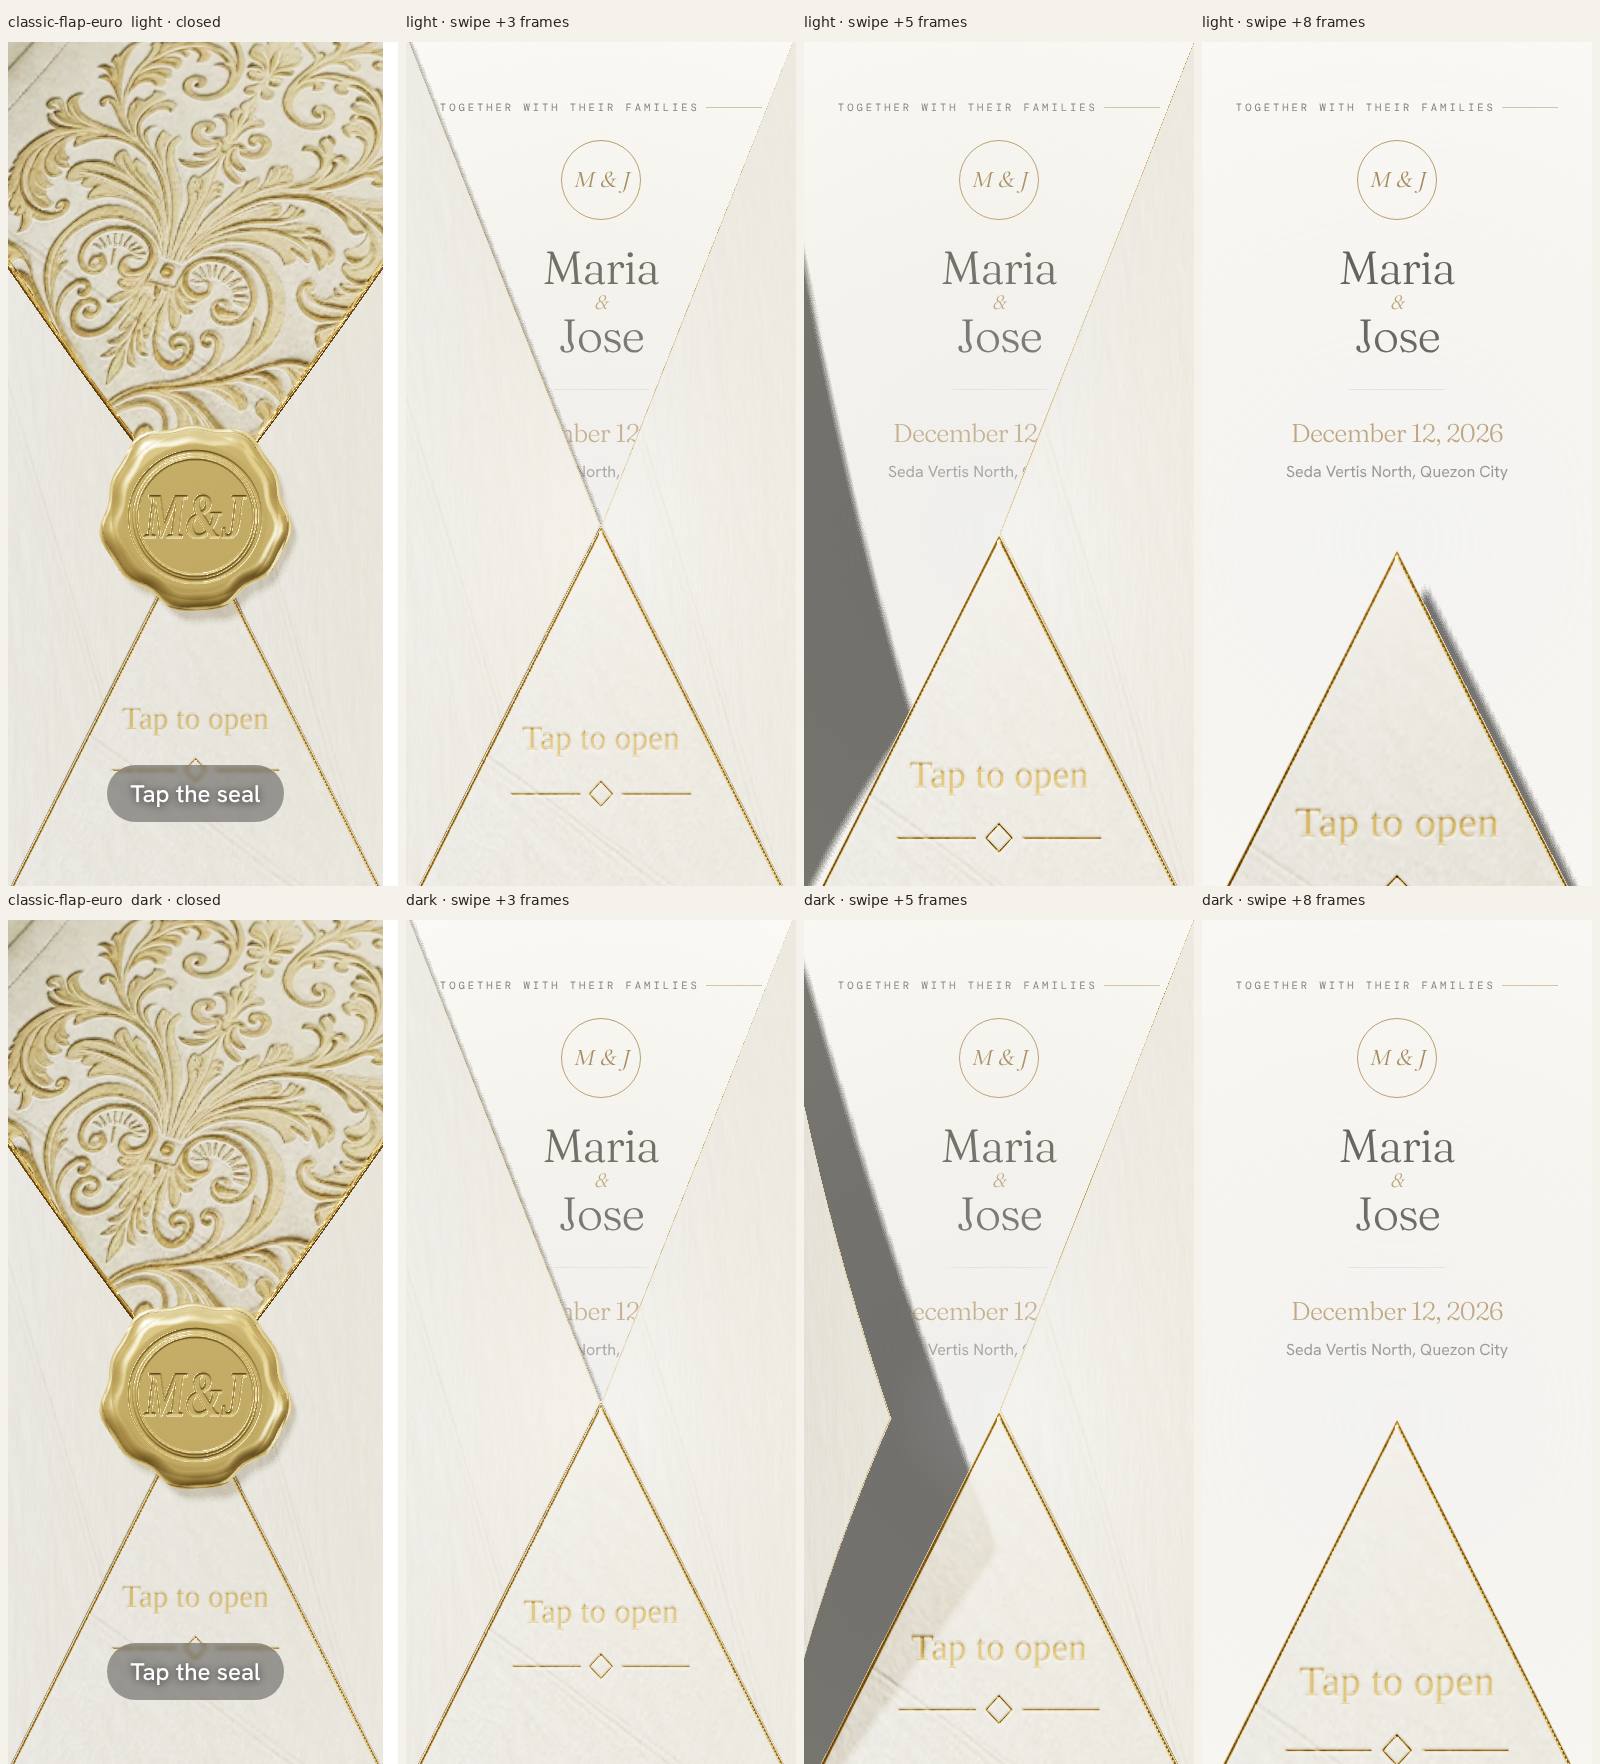 classic-flap-euro light · closed
M&J
Tap to open
Tap the seal
light · swipe +3 frames
TOGETHER WITH THEIR FAMILIES
M & J
Maria
&
Jose
mber 12
North,
Tap to open
light · swipe +5 frames
TOGETHER WITH THEIR FAMILIES
M & J
Maria
&
Jose
December 12
Seda Vertis North,
Tap to open
light · swipe +8 frames
TOGETHER WITH THEIR FAMILIES
M & J
Maria
&
Jose
December 12, 2026
Seda Vertis North, Quezon City
Tap to open
classic-flap-euro dark · closed
M&J
Tap to open
Tap the seal
dark · swipe +3 frames
TOGETHER WITH THEIR FAMILIES
M & J
Maria
&
Jose
mber 12
North,
Tap to open
dark · swipe +5 frames
TOGETHER WITH THEIR FAMILIES
M & J
Maria
&
Jose
ecember 12
Vertis North,
Tap to open
dark · swipe +8 frames
TOGETHER WITH THEIR FAMILIES
M & J
Maria
&
Jose
December 12, 2026
Seda Vertis North, Quezon City
Tap to open